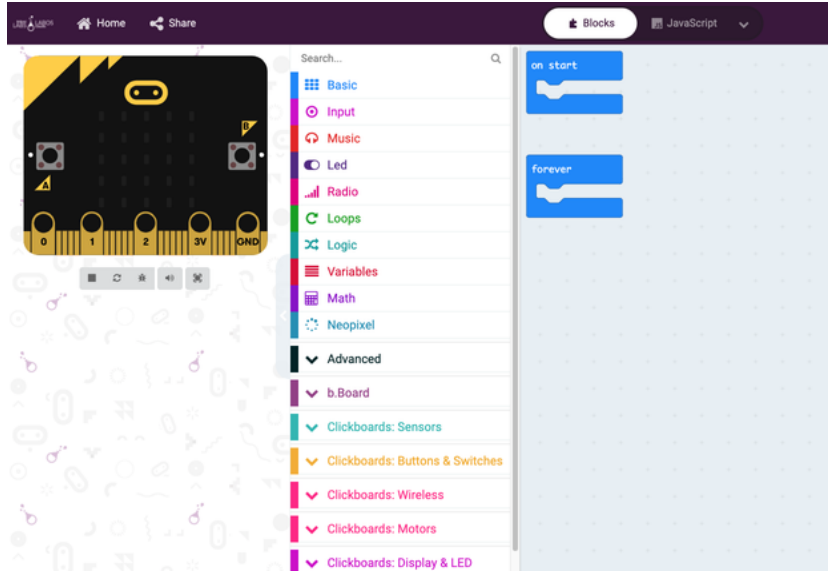 Home
Share
Blocks
JavaScript
Search...
Basic
Input
Music
Led
Radio
Loops
Logic
Variables
Math
Neopixel
Advanced
b.Board
Clickboards: Sensors
Clickboards: Buttons & Switches
Clickboards: Wireless
Clickboards: Motors
Clickboards: Display & LED
on start
forever
B
A
0
1
2
3V
GND